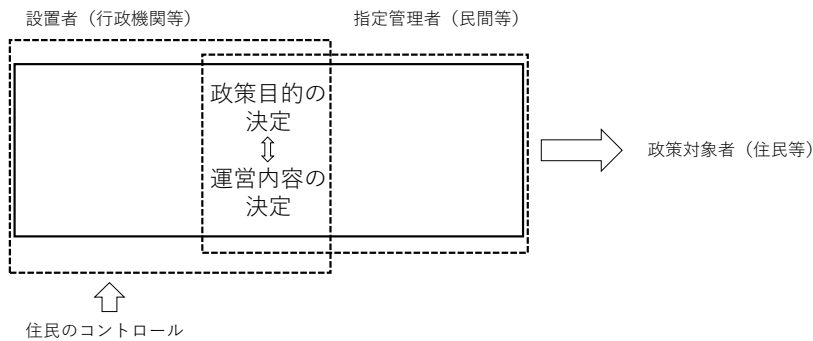 設置者（行政機関等）
指定管理者（民間等）
政策目的の
決定
⇕
運営内容の
決定
政策対象者（住民等）
住民のコントロール